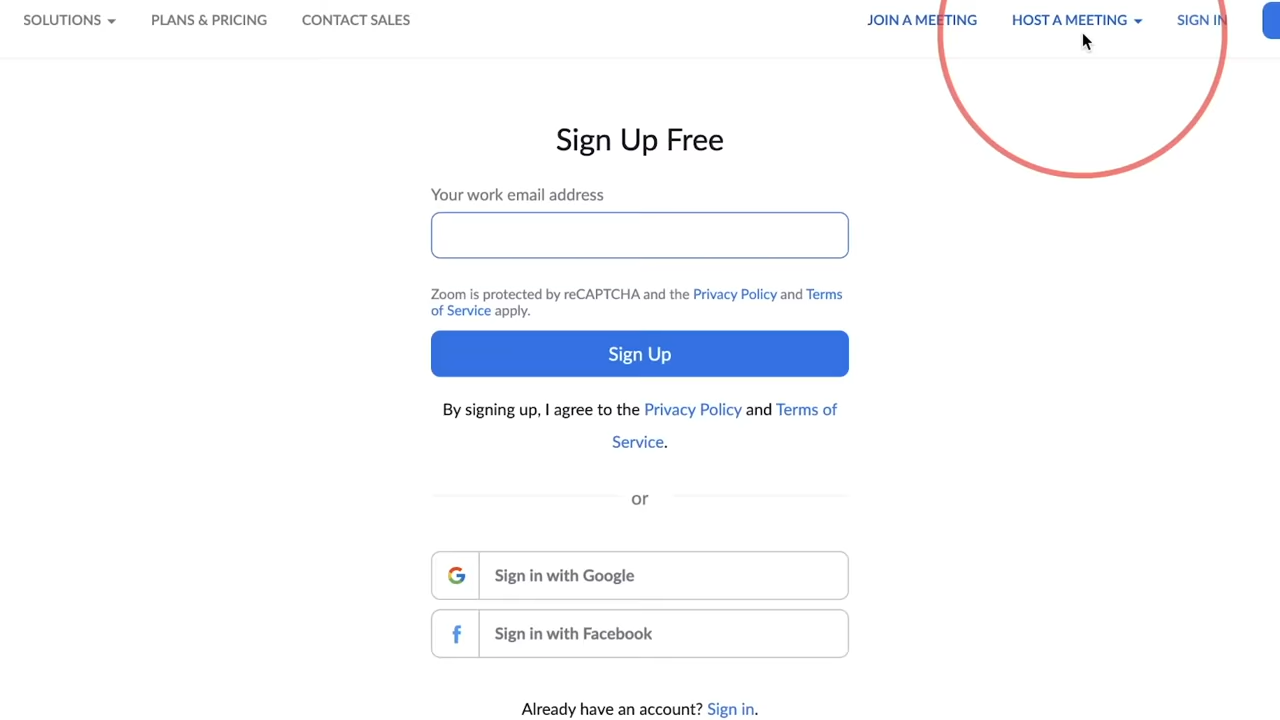 SOLUTIONS PLANS & PRICING CONTACT SALES JOIN A MEETING HOST A MEETING SIGN IN
Sign Up Free
Your work email address
Zoom is protected by reCAPTCHA and the Privacy Policy and Terms
of Service apply.
Sign Up
By signing up, I agree to the Privacy Policy and Terms of
Service.
or
Sign in with Google
Sign in with Facebook
Already have an account? Sign in.